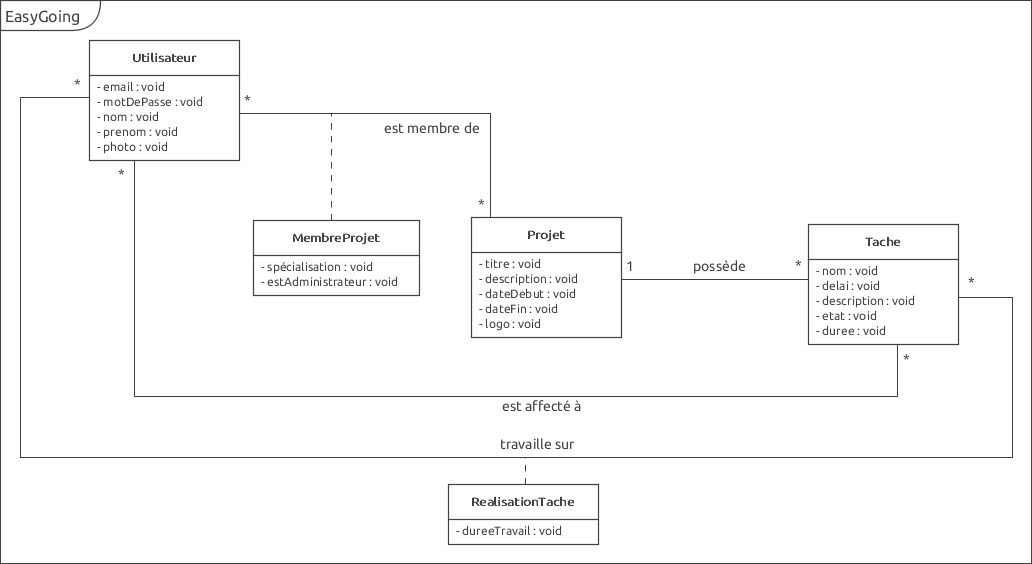 EasyGoing
Utilisateur
- email : void
- motDePasse : void
- nom : void
- prenom : void
- photo : void
*
*
*
est membre de
*
MembreProjet
- spécialisation : void
- estAdministrateur : void
Projet
- titre : void
- description : void
- dateDebut : void
- dateFin : void
- logo : void
1
possède
*
Tache
- nom : void
- delai : void
- description : void
- etat : void
- duree : void
*
*
est affecté à
travaille sur
RealisationTache
- dureeTravail : void